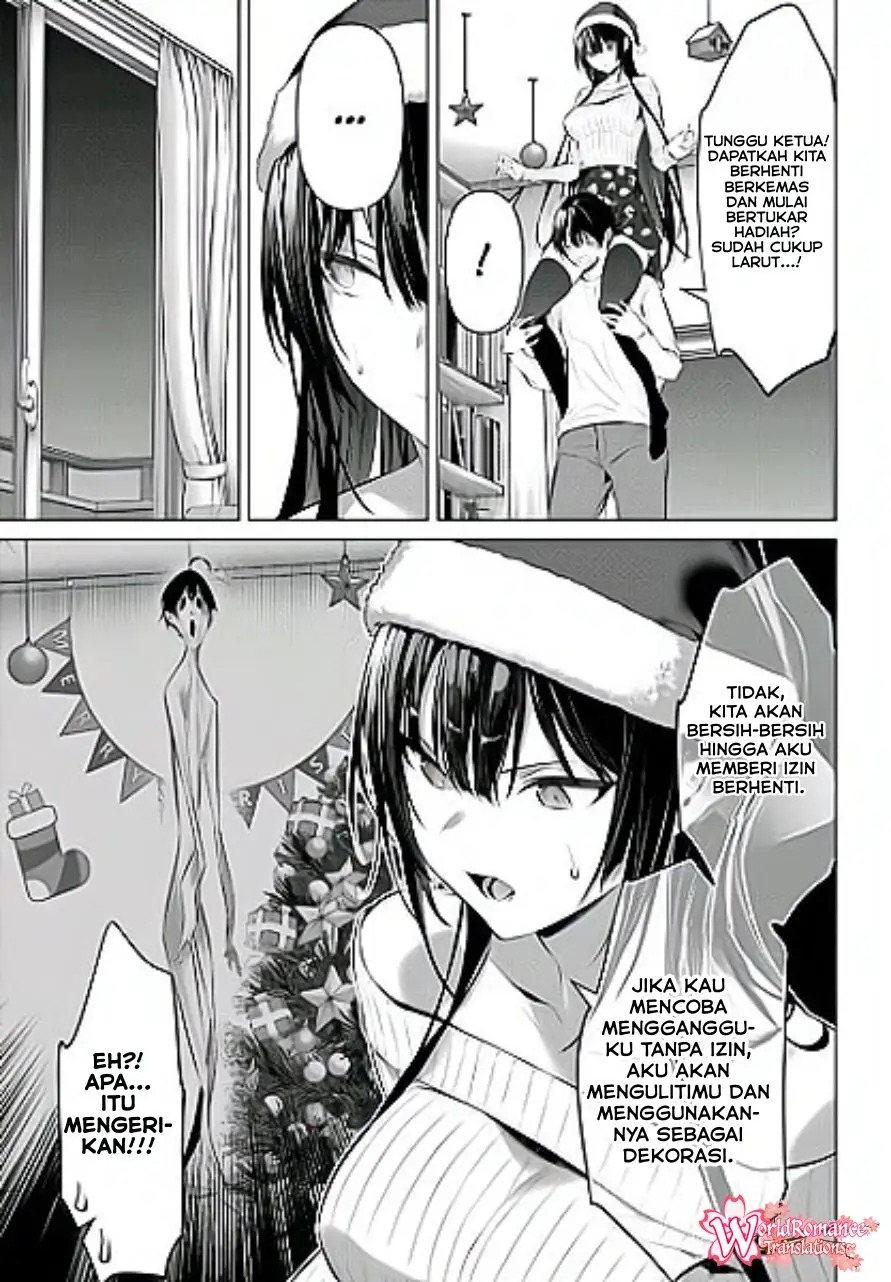 TUNGGU KETUA!
DAPATKAH KITA
BERHENTI
BERKEMAS
DAN MULAI
BERTUKAR
HADIAH?
SUDAH CUKUP
LARUT...!
!
...
TIDAK,
KITA AKAN
BERSIH-BERSIH
HINGGA AKU
MEMBERI IZIN
BERHENTI.
JIKA KAU
MENCOBA
MENGGANGGU-
KU TANPA IZIN,
AKU AKAN
MENGULITIMU DAN
MENGGUNAKAN-
NYA SEBAGAI
DEKORASI.
MERRY
RIS
EH?!
APA...
ITU
MENGERI-
KAN!!!
WorldRomance
Translations